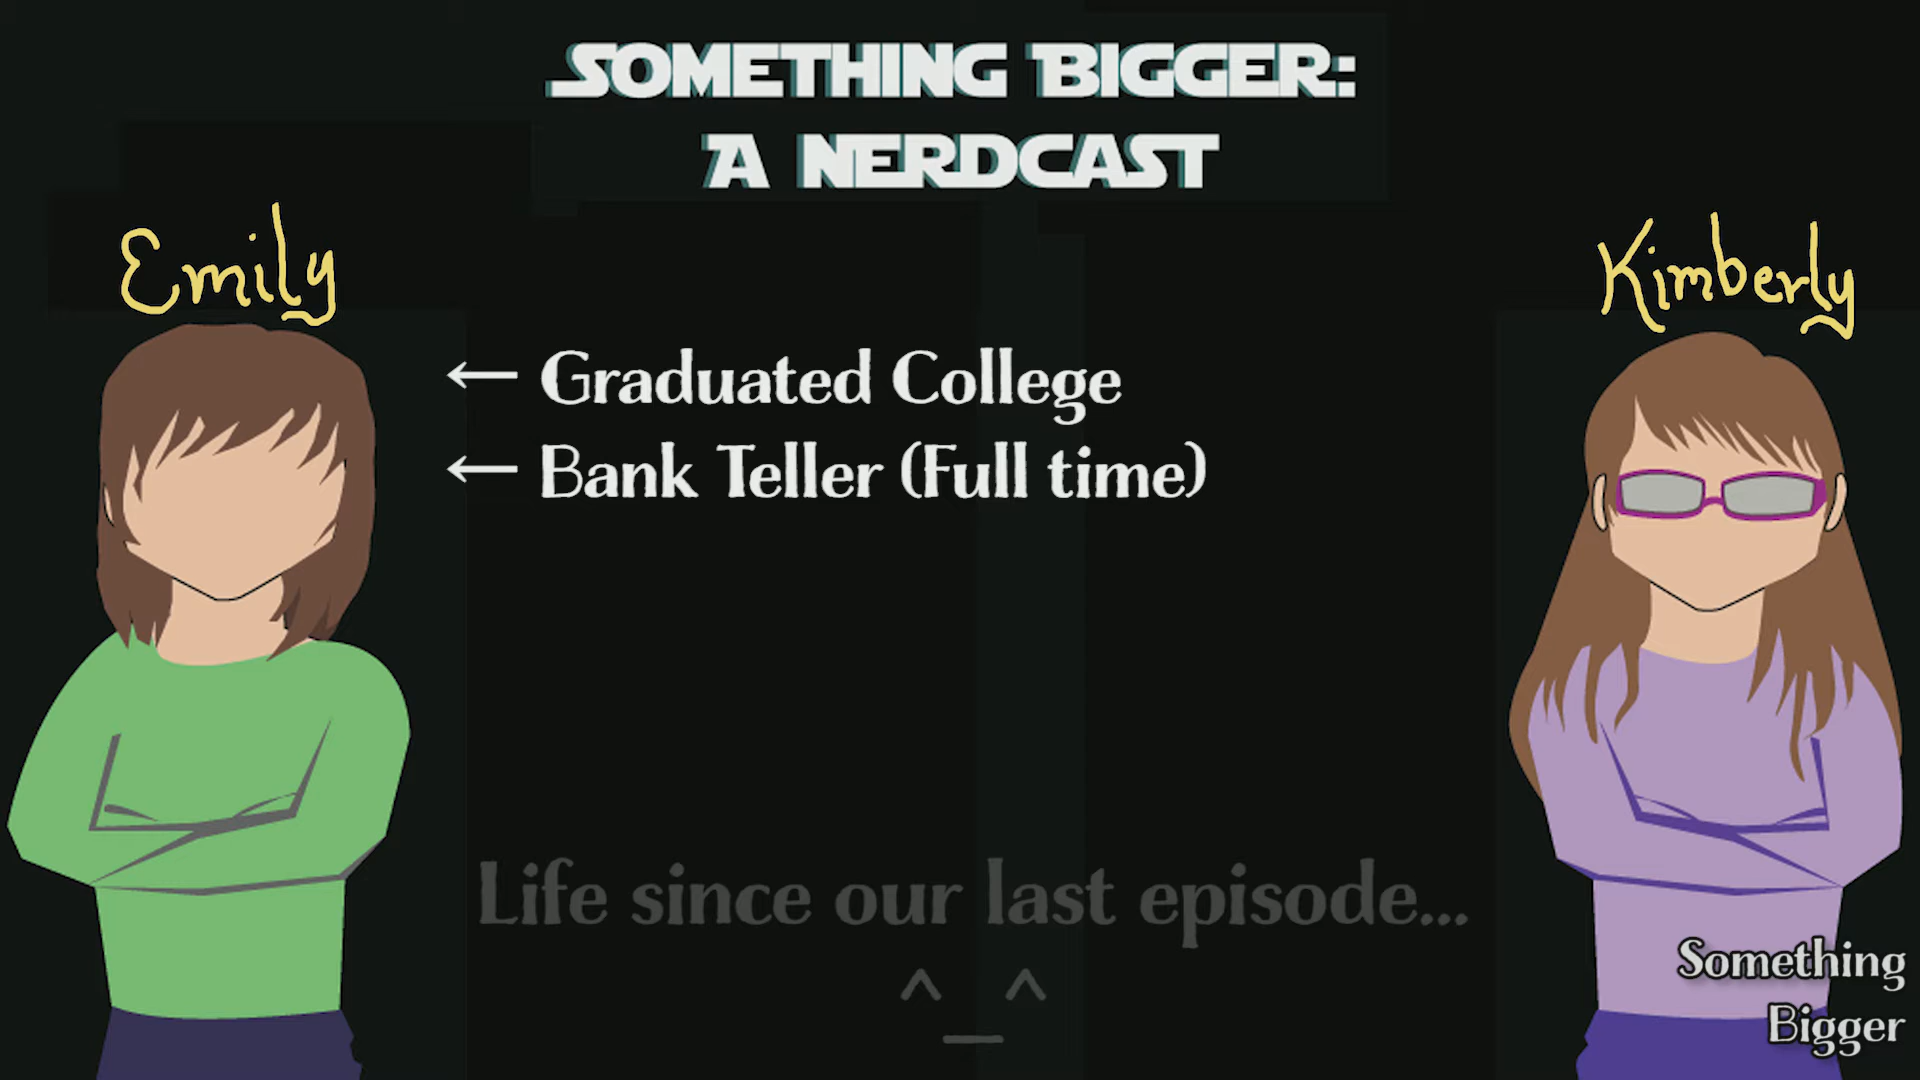 Something Bigger:
A Nerdcast
Emily
Kimberly
← Graduated College
← Bank Teller (Full time)
Life since our last episode...
^ ^
_
Something
Bigger